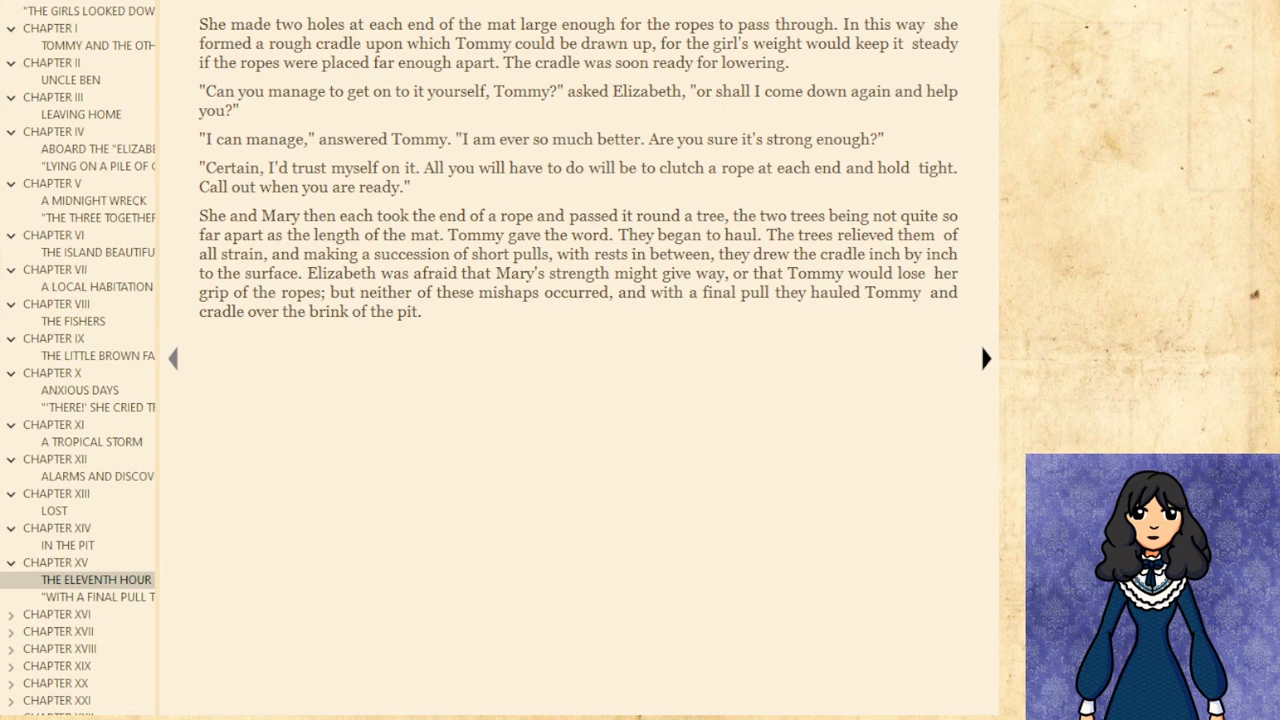 "THE GIRLS LOOKED DOW
CHAPTER I
TOMMY AND THE OTH
CHAPTER II
UNCLE BEN
CHAPTER III
LEAVING HOME
CHAPTER IV
ABOARD THE "ELIZABE
"LYING ON A PILE OF C
CHAPTER V
A MIDNIGHT WRECK
"THE THREE TOGETHER
CHAPTER VI
THE ISLAND BEAUTIFU
CHAPTER VII
A LOCAL HABITATION
CHAPTER VIII
THE FISHERS
CHAPTER IX
THE LITTLE BROWN FA
CHAPTER X
ANXIOUS DAYS
"'THERE!' SHE CRIED TR
CHAPTER XI
A TROPICAL STORM
CHAPTER XII
ALARMS AND DISCOV
CHAPTER XIII
LOST
CHAPTER XIV
IN THE PIT
CHAPTER XV
THE ELEVENTH HOUR
"WITH A FINAL PULL T
CHAPTER XVI
CHAPTER XVII
CHAPTER XVIII
CHAPTER XIX
CHAPTER XX
CHAPTER XXI
She made two holes at each end of the mat large enough for the ropes to pass through. In this way she
formed a rough cradle upon which Tommy could be drawn up, for the girl's weight would keep it steady
if the ropes were placed far enough apart. The cradle was soon ready for lowering.
"Can you manage to get on to it yourself, Tommy?" asked Elizabeth, "or shall I come down again and help
you?"
"I can manage," answered Tommy. "I am ever so much better. Are you sure it's strong enough?"
"Certain, I'd trust myself on it. All you will have to do will be to clutch a rope at each end and hold tight.
Call out when you are ready."
She and Mary then each took the end of a rope and passed it round a tree, the two trees being not quite so
far apart as the length of the mat. Tommy gave the word. They began to haul. The trees relieved them of
all strain, and making a succession of short pulls, with rests in between, they drew the cradle inch by inch
to the surface. Elizabeth was afraid that Mary's strength might give way, or that Tommy would lose her
grip of the ropes; but neither of these mishaps occurred, and with a final pull they hauled Tommy and
cradle over the brink of the pit.